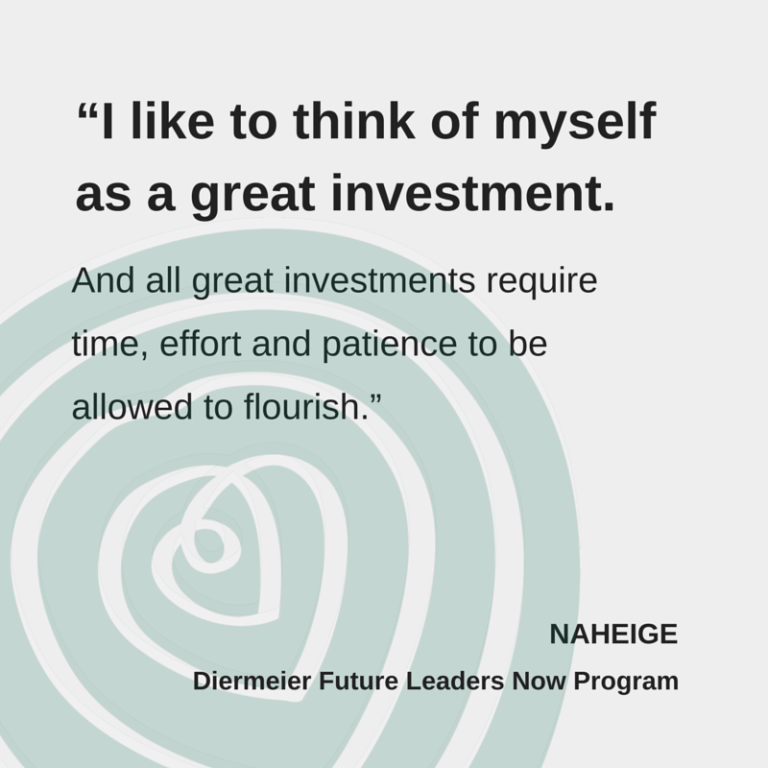 “I like to think of myself
as a great investment.
And all great investments require
time, effort and patience to be
allowed to flourish.”
NAHEIGE
Diermeier Future Leaders Now Program